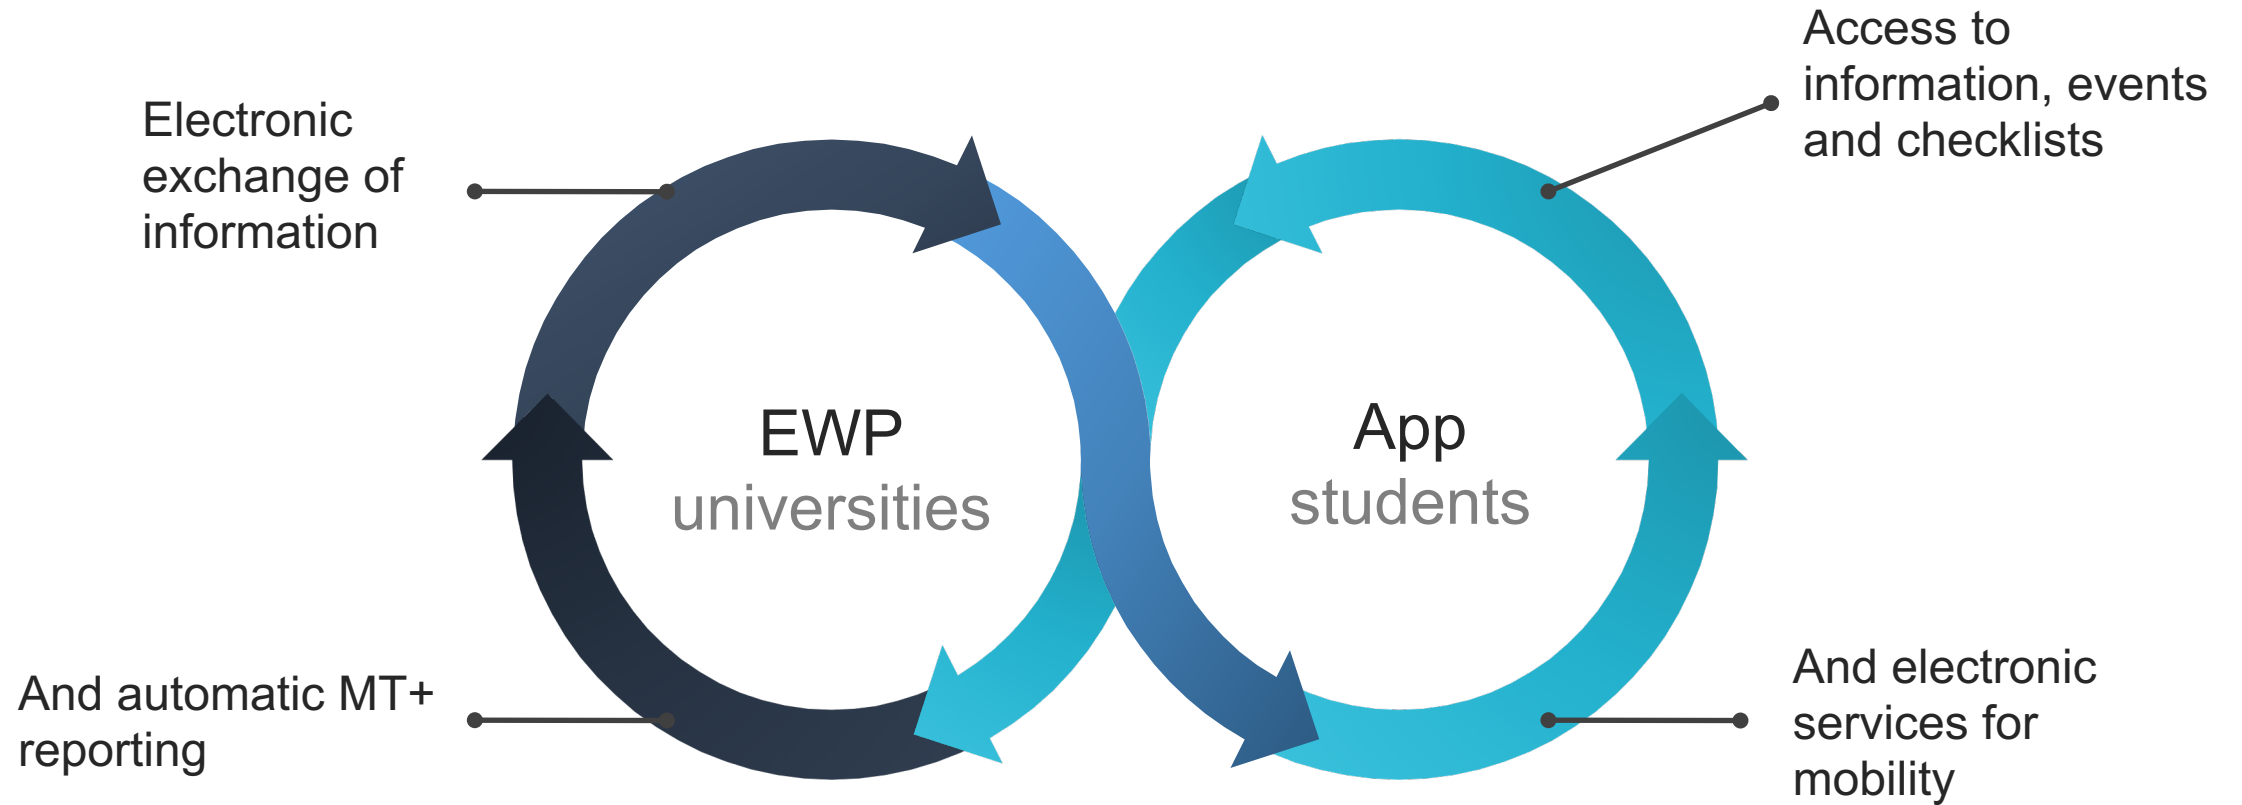 Electronic
exchange of
information
And automatic MT+
reporting
EWP
universities
App
students
Access to
information, events
and checklists
And electronic
services for
mobility